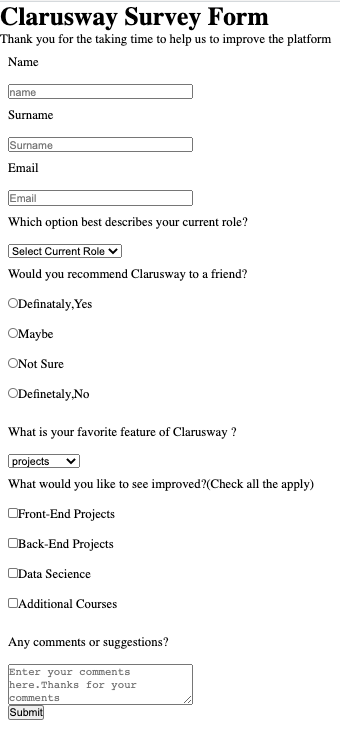 Clarusway Survey Form
Thank you for the taking time to help us to improve the platform
Name
name
Surname
Surname
Email
Email
Which option best describes your current role?
Select Current Role
Would you recommend Clarusway to a friend?
Definataly,Yes
Maybe
Not Sure
Definetaly,No
What is your favorite feature of Clarusway ?
projects
What would you like to see improved?(Check all the apply)
Front-End Projects
Back-End Projects
Data Secience
Additional Courses
Any comments or suggestions?
Enter your comments
here.Thanks for your
comments
Submit